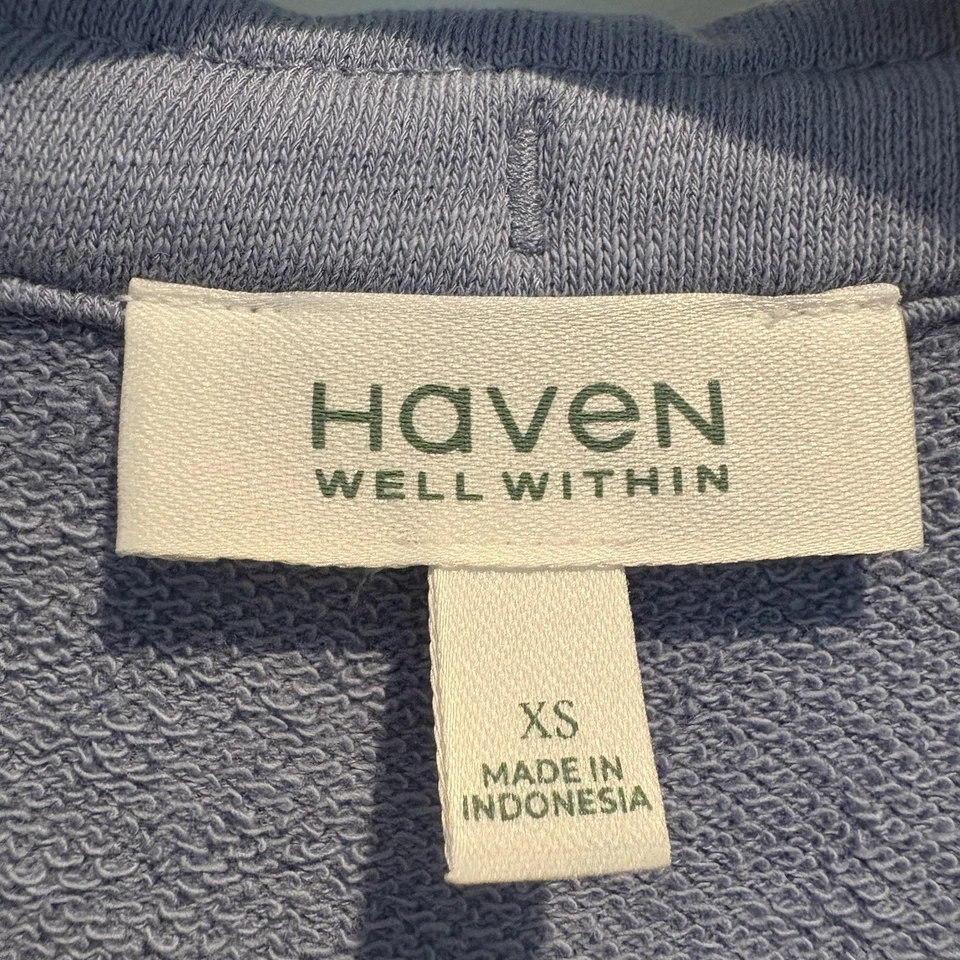 Haven
WELL WITHIN
XS
MADE IN
INDONESIA